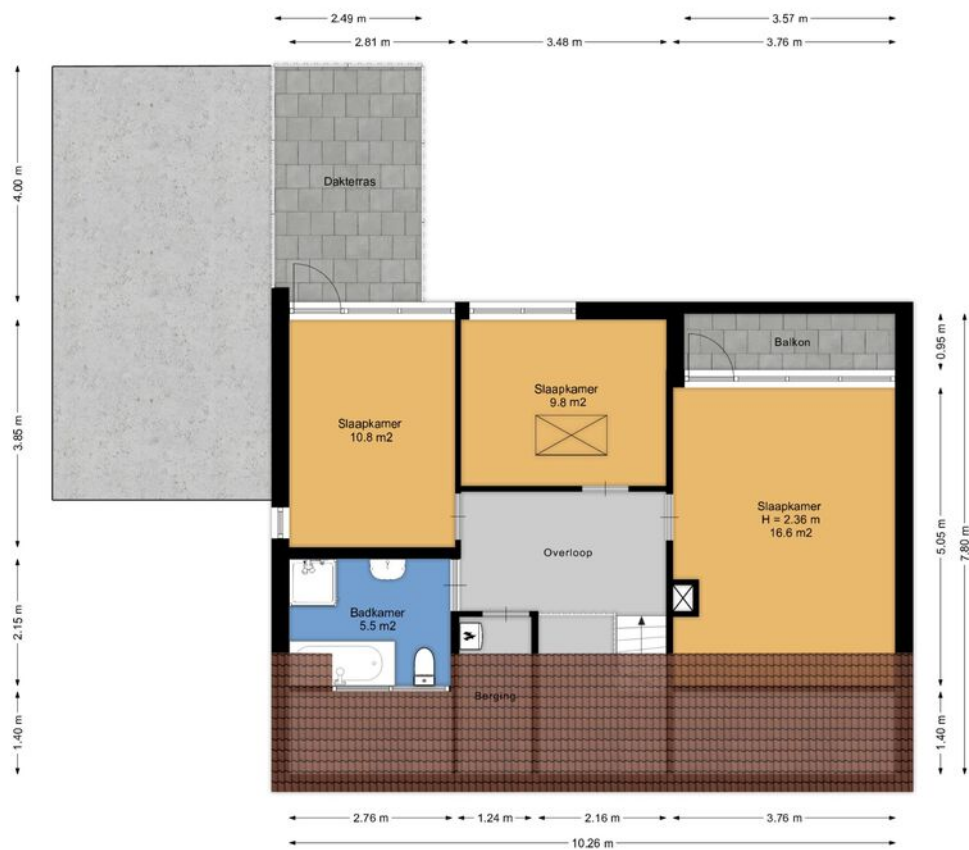 2.49 m
3.57 m
2.81 m
3.48 m
3.76 m
4.00 m
Dakterras
Balkon
0.95 m
Slaapkamer
9.8 m2
Slaapkamer
10.8 m2
3.85 m
Slaapkamer
H = 2.36 m
16.6 m2
5.05 m
7.80 m
Overloop
Badkamer
5.5 m2
2.15 m
Berging
1.40 m
1.40 m
2.76 m
1.24 m
2.16 m
3.76 m
10.26 m